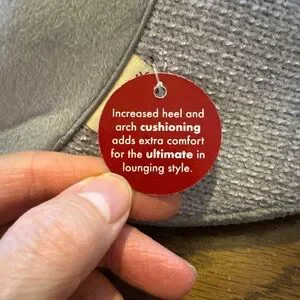 Increased heel and
arch cushioning
adds extra comfort
for the ultimate in
lounging style.